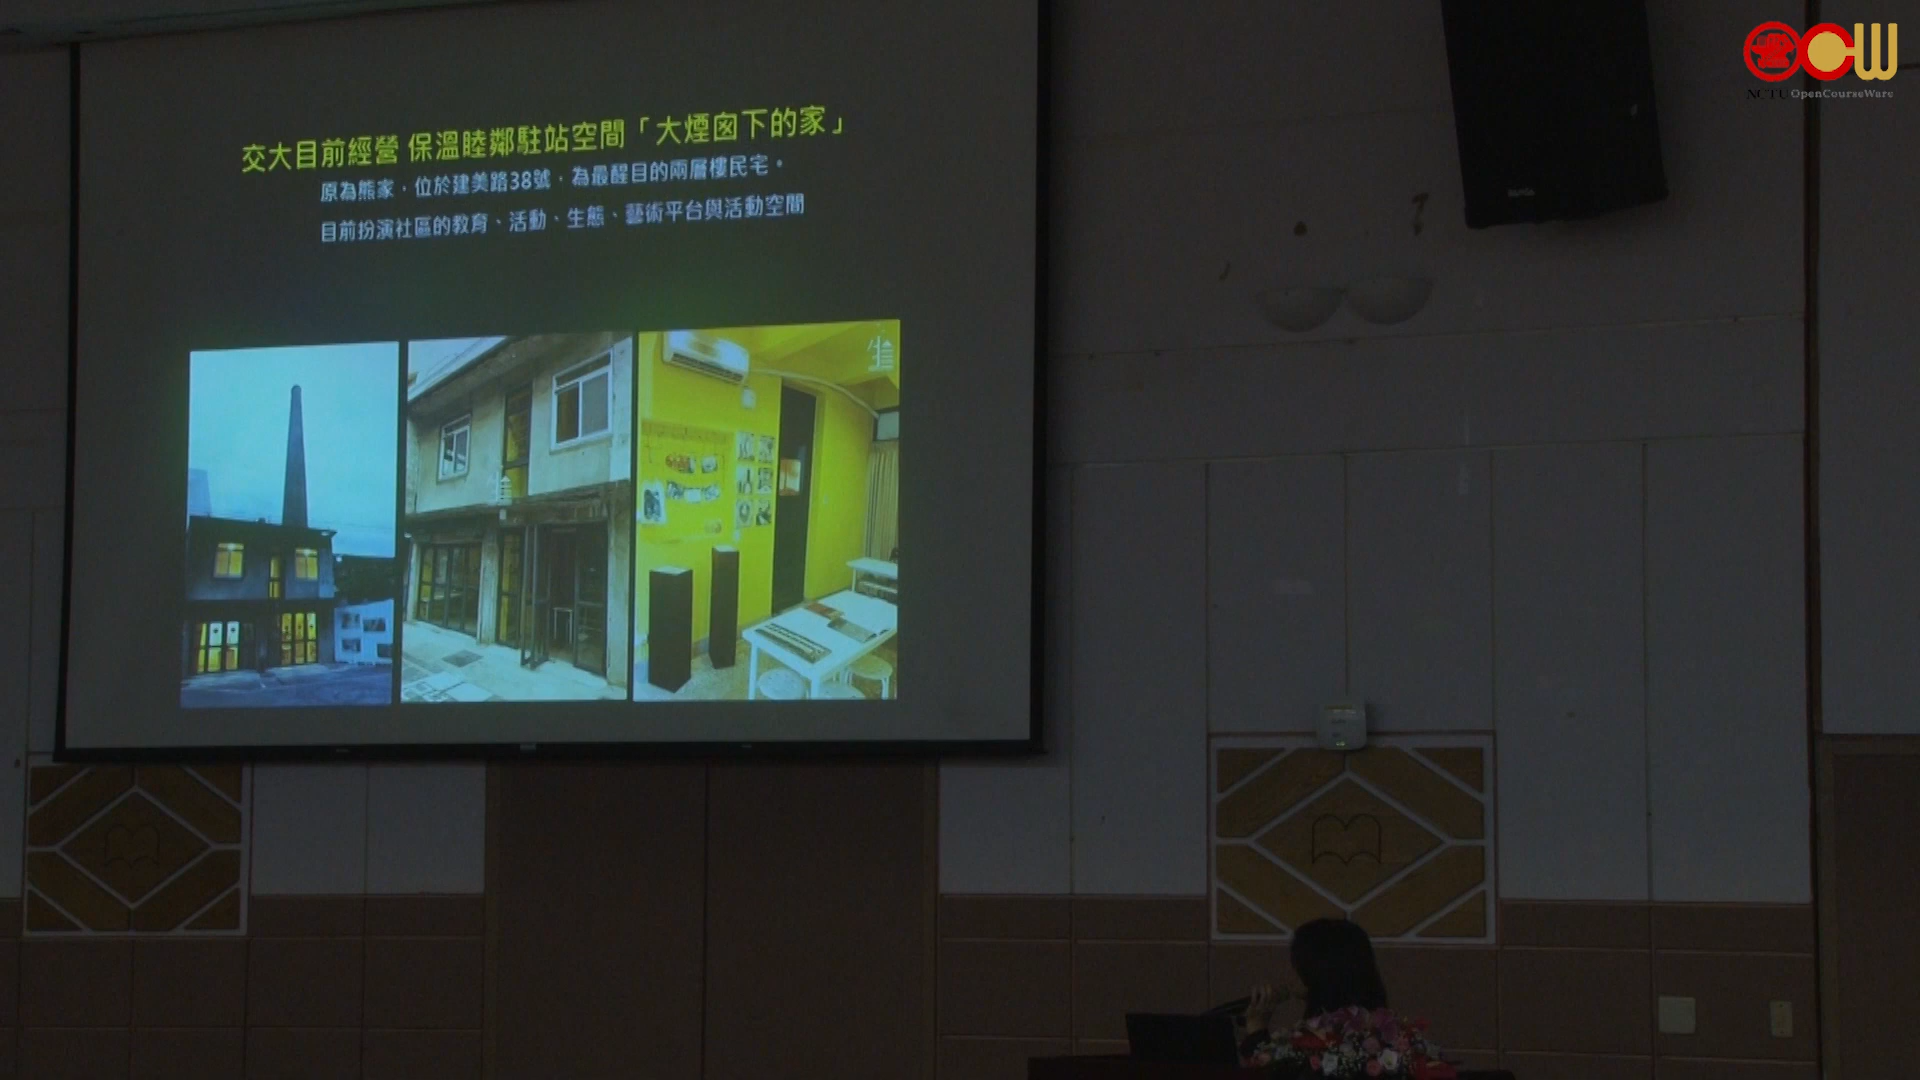 交大目前經營 保溫睦鄰駐站空間「大煙囪下的家」
原為熊家，位於建美路38號，為最醒目的兩層樓民宅。
目前扮演社區的教育、活動、生態、藝術平台與活動空間
NCTU OpenCourseWare